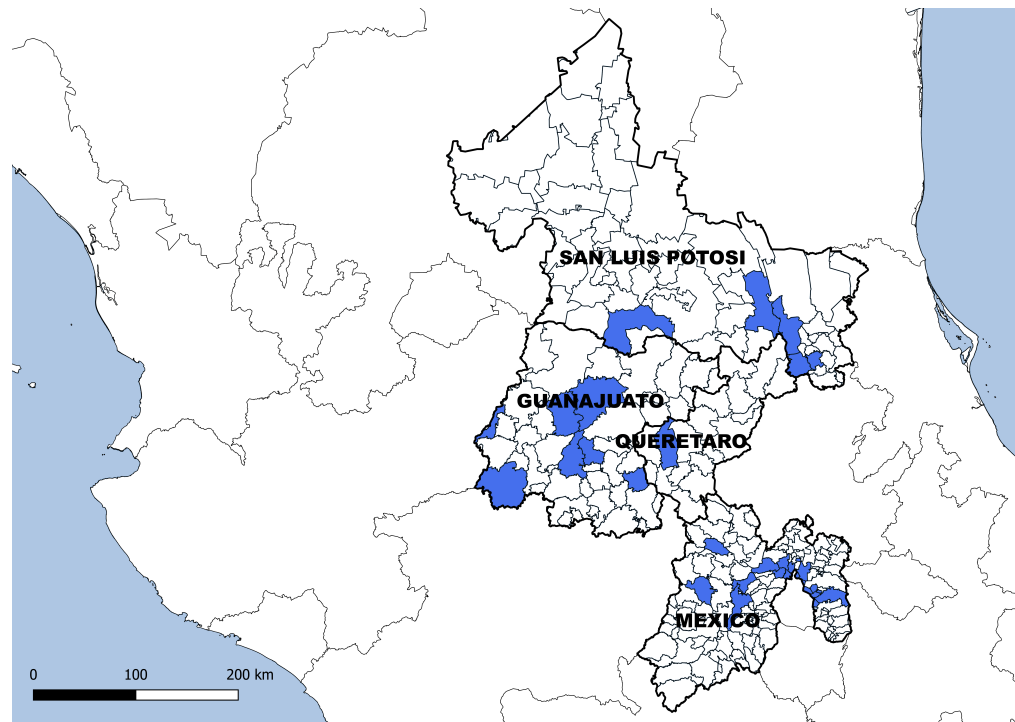 SAN LUIS POTOSI
GUANAJUATO
QUERETARO
MEXICO
0 100 200 km